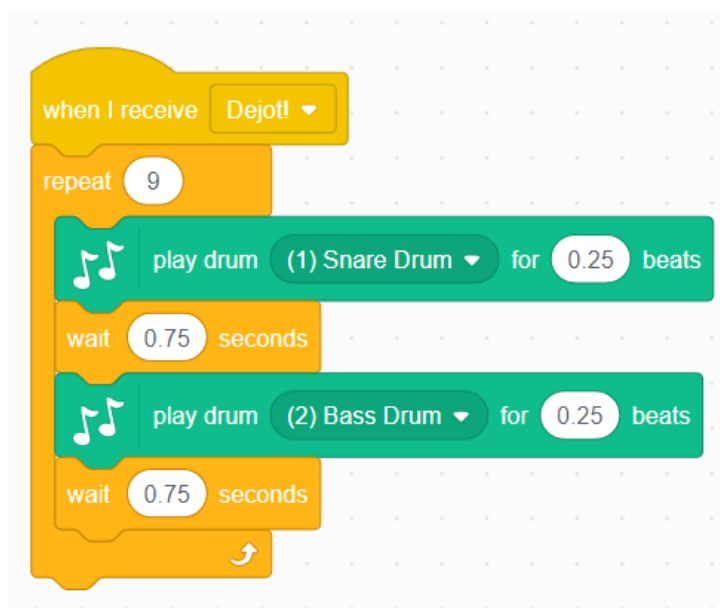 when I receive Dejot!
repeat 9
play drum (1) Snare Drum for 0.25 beats
wait 0.75 seconds
play drum (2) Bass Drum for 0.25 beats
wait 0.75 seconds